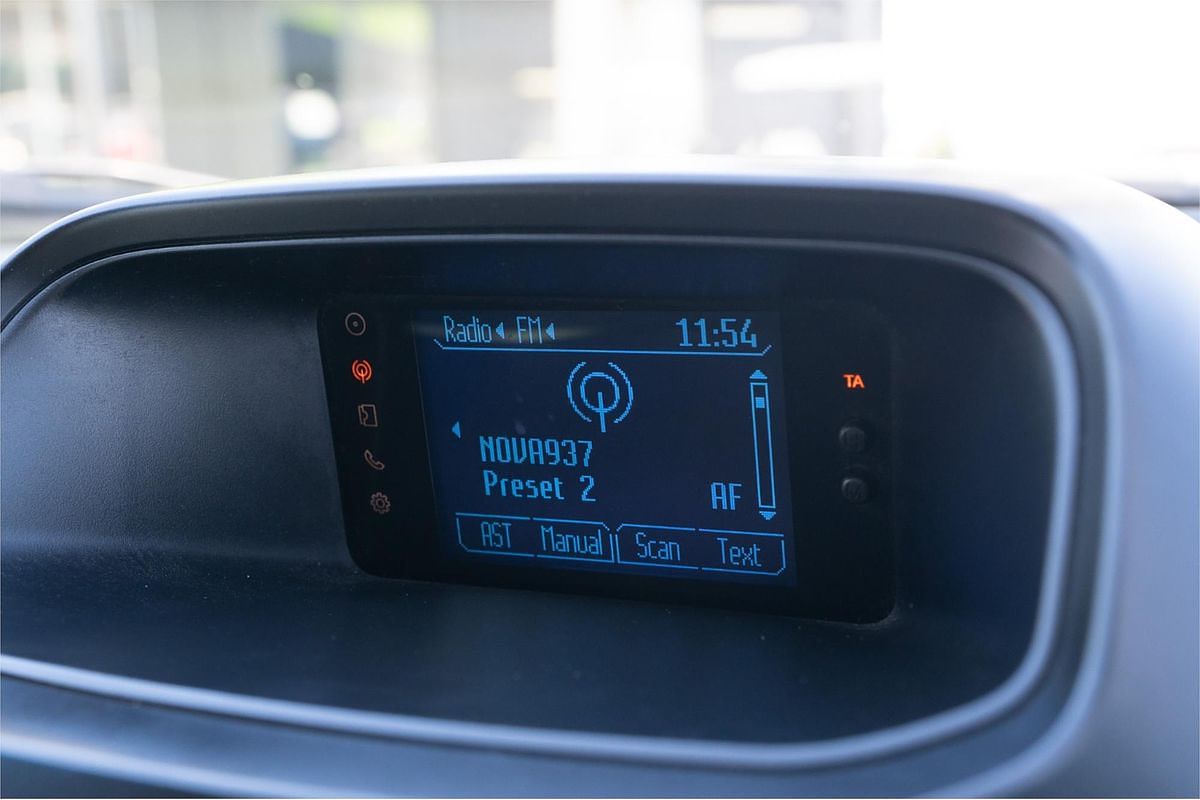 Radio FM 11:54
TA
NOVA937
Preset 2
AF
AST Manual Scan Text